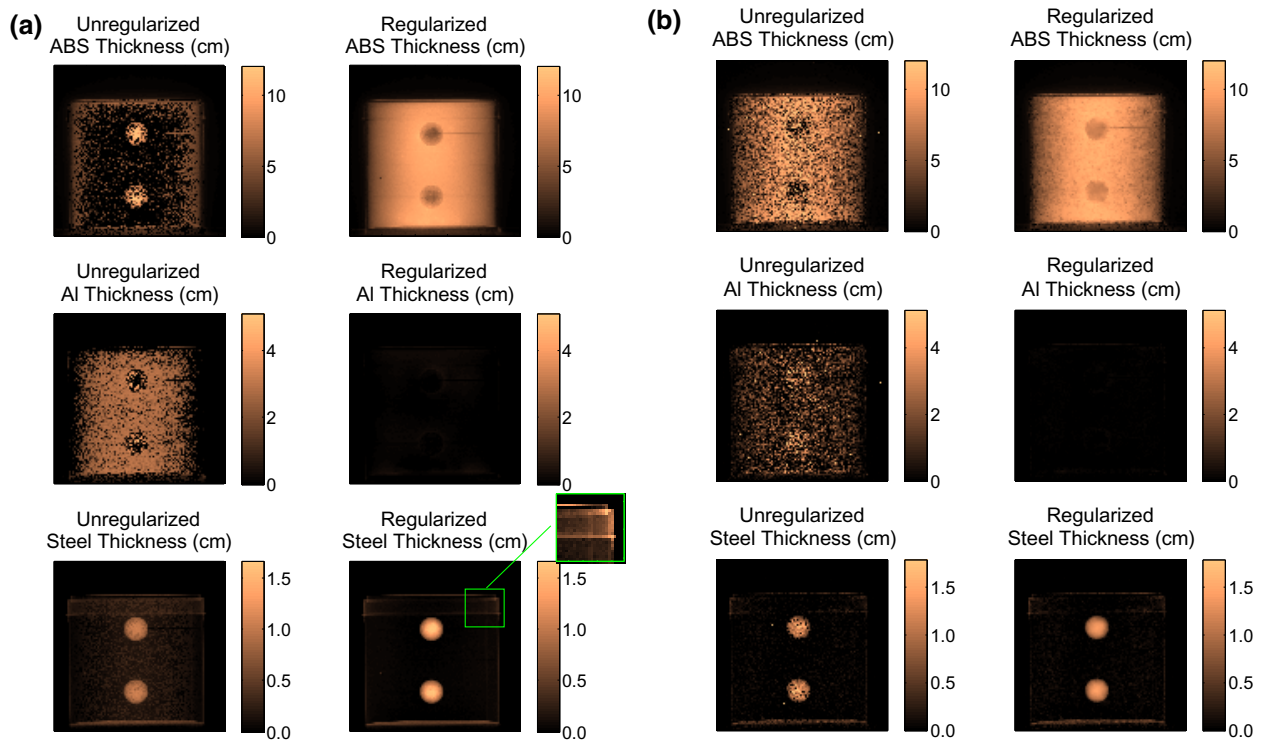 (a)
Unregularized
ABS Thickness (cm)
10
5
0
Regularized
ABS Thickness (cm)
10
5
0
Unregularized
Al Thickness (cm)
4
2
0
Regularized
Al Thickness (cm)
4
2
0
Unregularized
Steel Thickness (cm)
1.5
1.0
0.5
0.0
Regularized
Steel Thickness (cm)
1.5
1.0
0.5
0.0
(b)
Unregularized
ABS Thickness (cm)
10
5
0
Regularized
ABS Thickness (cm)
10
5
0
Unregularized
Al Thickness (cm)
4
2
0
Regularized
Al Thickness (cm)
4
2
0
Unregularized
Steel Thickness (cm)
1.5
1.0
0.5
0.0
Regularized
Steel Thickness (cm)
1.5
1.0
0.5
0.0